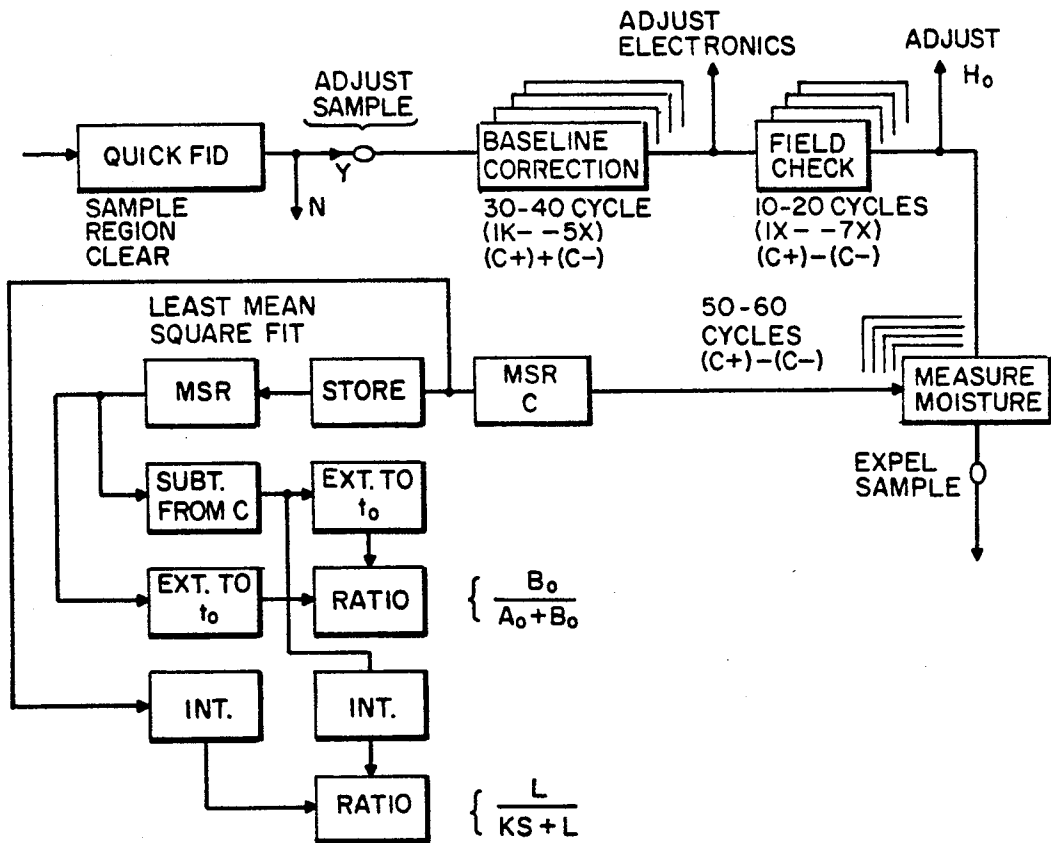 ADJUST
ELECTRONICS
ADJUST
H₀
ADJUST
SAMPLE
QUICK FID
Y
N
BASELINE
CORRECTION
FIELD
CHECK
SAMPLE
REGION
CLEAR
30-40 CYCLE
(1K- -5X)
(C+)+(C-)
10-20 CYCLES
(1X- -7X)
(C+)-(C-)
LEAST MEAN
SQUARE FIT
50-60
CYCLES
(C+)-(C-)
MSR
STORE
MSR
C
MEASURE
MOISTURE
SUBT.
FROM C
EXT. TO
t₀
EXPEL
SAMPLE
EXT. TO
t₀
RATIO
{ B₀
A₀+B₀
INT.
INT.
RATIO
{ L
KS+L